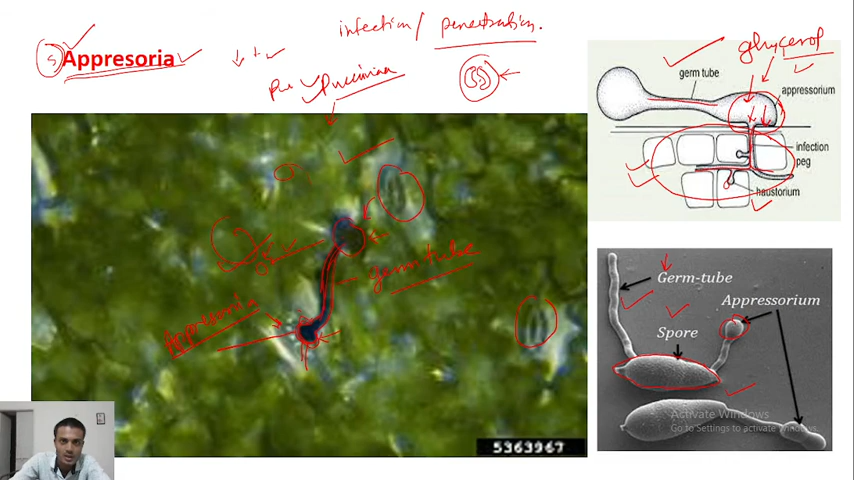 infection / penetration.
5) Appresoria
Puccinia
glycerol
germ tube
appressorium
infection
peg
haustorium
germ tube
Appresoria
5363967
Germ-tube
Appressorium
Spore
Activate Windows
Go to Settings to activate Windows.